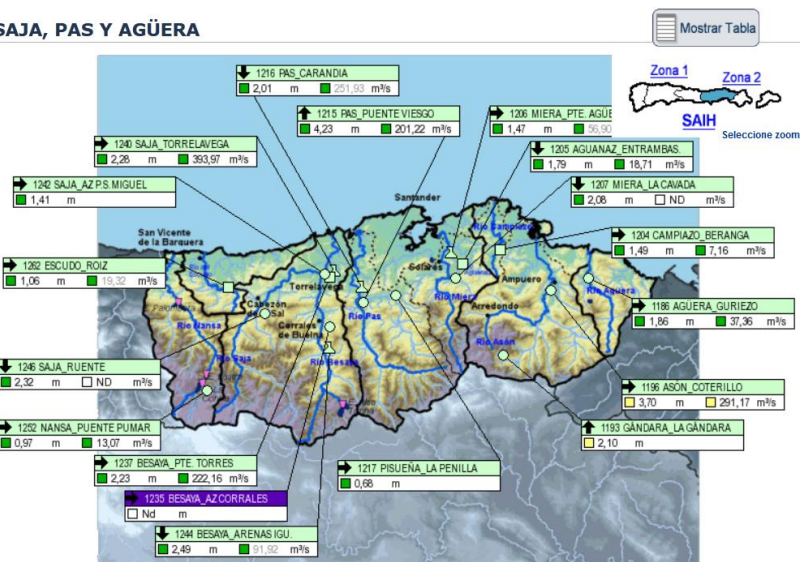 SAJA, PAS Y AGÜERA
Mostrar Tabla
Zona 1
Zona 2
SAIH
Seleccione zoom
1216 PAS_CARANDIA
2,01 m 251,93 m³/s
1215 PAS_PUENTE VIESGO
4,23 m 201,22 m³/s
1206 MIERA_PTE. AGÜE
1,47 m 56,90
1240 SAJA_TORRELAVEGA
2,28 m 393,97 m³/s
1205 AGUANAZ_ENTRAMBAS.
1,79 m 18,71 m³/s
1242 SAJA_AZ P.S.MIGUEL
1,41 m
1207 MIERA_LA CAVADA
2,08 m ND m³/s
Santander
San Vicente
de la Barquera
Río Campiazo
1204 CAMPIAZO_BERANGA
1,49 m 7,16 m³/s
1262 ESCUDO_ROIZ
1,06 m 19,32 m³/s
Solares
Torrelavega
Ampuero
Río Agüera
Río Miera
Cabezón
de la Sal
Arredondo
1186 AGÜERA_GURIEZO
1,86 m 37,36 m³/s
Río Pas
Río Nansa
Corrales
de Buelna
Río Asón
Río Saja
Río Besaya
1246 SAJA_RUENTE
2,32 m ND m³/s
1196 ASÓN_COTERILLO
3,70 m 291,17 m³/s
1252 NANSA_PUENTE PUMAR
0,97 m 13,07 m³/s
1193 GÁNDARA_LA GÁNDARA
2,10 m
1237 BESAYA_PTE. TORRES
2,23 m 222,16 m³/s
1217 PISUEÑA_LA PENILLA
0,68 m
1235 BESAYA_AZ CORRALES
Nd m
1244 BESAYA_ARENAS IGU.
2,49 m 91,92 m³/s